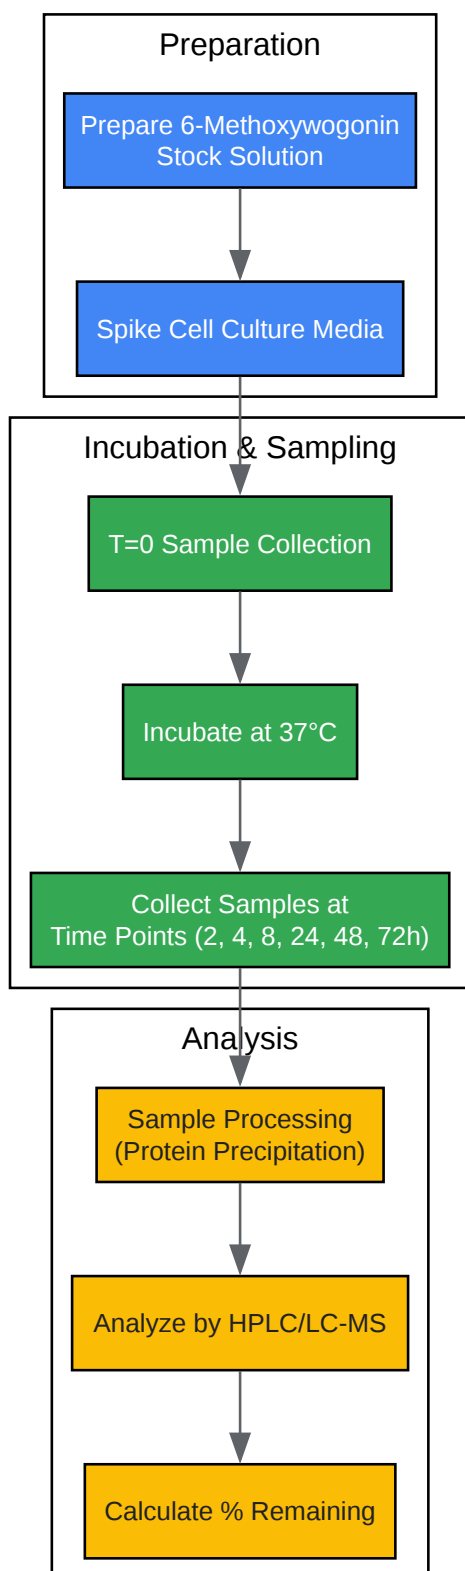 Preparation
Prepare 6-Methoxywogonin
Stock Solution
Spike Cell Culture Media
Incubation & Sampling
T=0 Sample Collection
Incubate at 37°C
Collect Samples at
Time Points (2, 4, 8, 24, 48, 72h)
Analysis
Sample Processing
(Protein Precipitation)
Analyze by HPLC/LC-MS
Calculate % Remaining